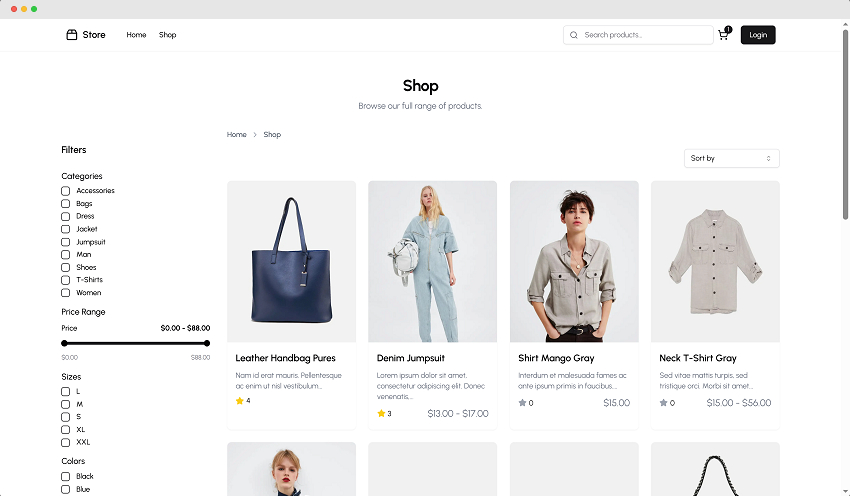 Store
Home
Shop
Search products...
1
Login
Shop
Browse our full range of products.
Home > Shop
Filters
Sort by
Categories
Accessories
Bags
Dress
Jacket
Jumpsuit
Man
Shoes
T-Shirts
Women
Price Range
Price $0.00 - $88.00
$0.00 $88.00
Sizes
L
M
S
XL
XXL
Colors
Black
Blue
Leather Handbag Pures
Nam id erat mauris. Pellentesque
ac enim ut nisl vestibulum...
4
Denim Jumpsuit
Lorem ipsum dolor sit amet,
consectetur adipiscing elit. Donec
venenatis,...
3 $13.00 - $17.00
Shirt Mango Gray
Interdum et malesuada fames ac
ante ipsum primis in faucibus,...
0 $15.00
Neck T-Shirt Gray
Sed vitae mattis turpis, sed
tristique orci. Morbi sit amet...
0 $15.00 - $56.00